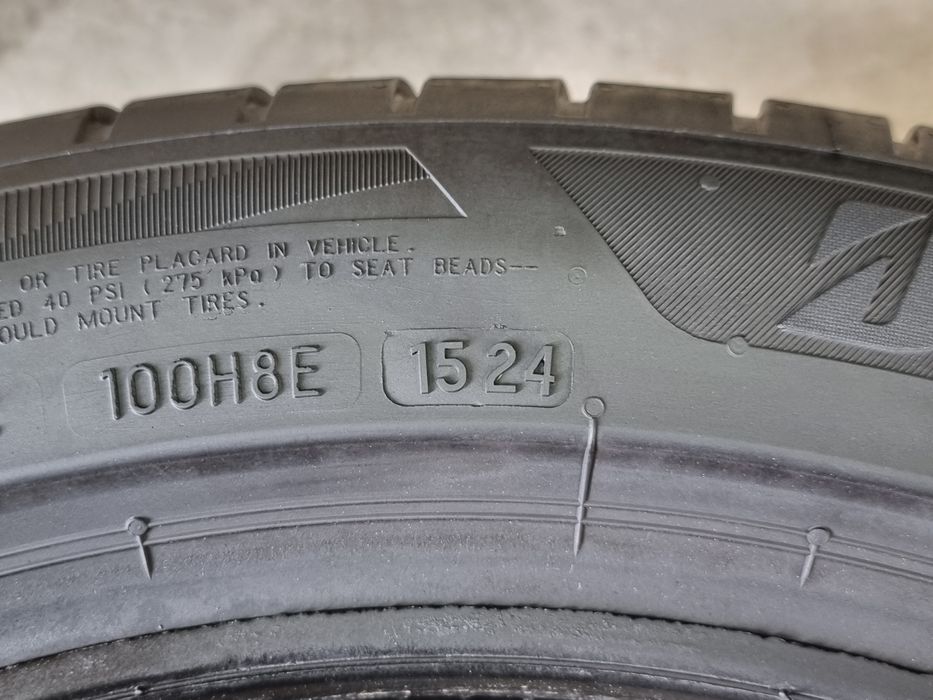 OR TIRE PLACARD IN VEHICLE.
ED 40 PSI (275 kPa) TO SEAT BEADS--
OULD MOUNT TIRES.
100H8E 1524